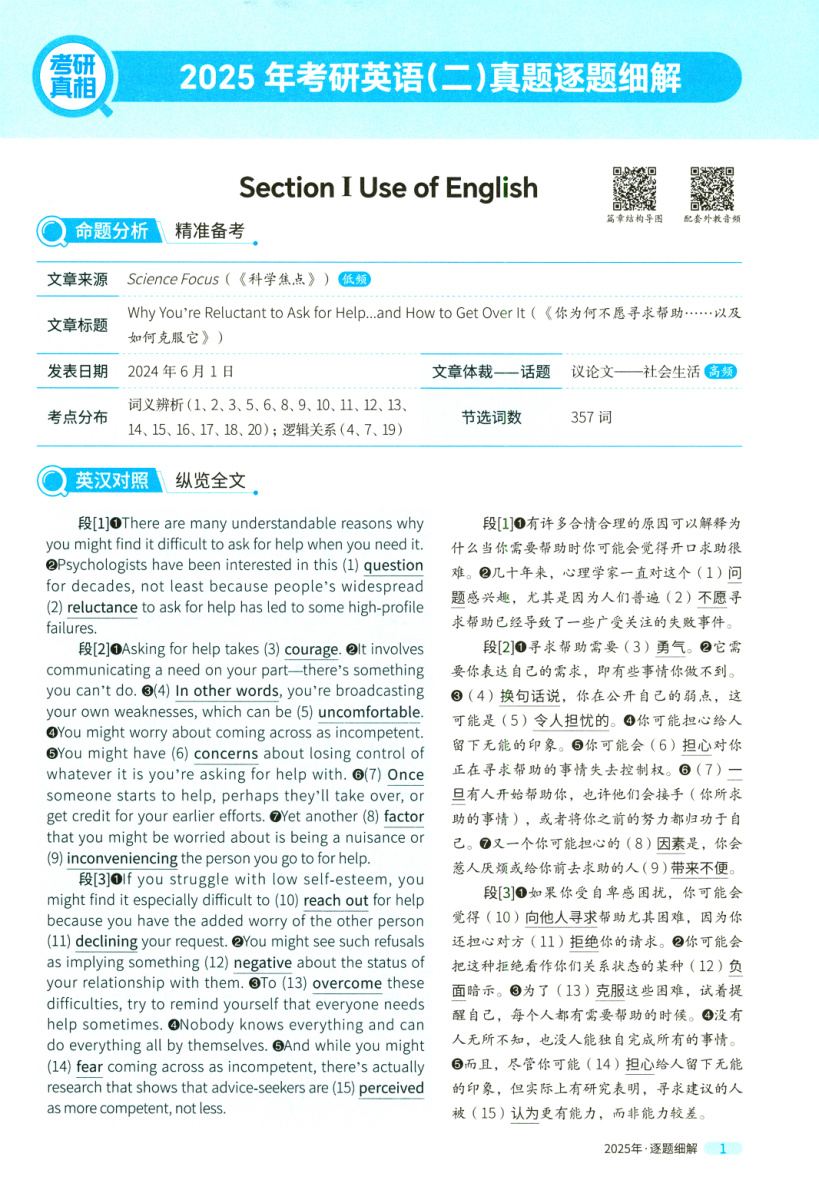 考研
真相
2025 年考研英语(二)真题逐题细解
Section I Use of English
篇章结构导图
配套外教音频
命题分析 精准备考
文章来源 Science Focus(《科学焦点》) 低频
文章标题
Why You're Reluctant to Ask for Help...and How to Get Over It(《你为何不愿寻求帮助……以及
如何克服它》)
发表日期 2024 年 6 月 1 日 文章体裁——话题 议论文——社会生活 高频
考点分布
词义辨析(1、2、3、5、6、8、9、10、11、12、13、
14、15、16、17、18、20);逻辑关系(4、7、19)
节选词数 357 词
英汉对照 纵览全文
段[1]❶There are many understandable reasons why
you might find it difficult to ask for help when you need it.
❷Psychologists have been interested in this (1) question
for decades, not least because people's widespread
(2) reluctance to ask for help has led to some high-profile
failures.
段[2]❶Asking for help takes (3) courage. ❷It involves
communicating a need on your part—there's something
you can't do. ❸(4) In other words, you're broadcasting
your own weaknesses, which can be (5) uncomfortable.
❹You might worry about coming across as incompetent.
❺You might have (6) concerns about losing control of
whatever it is you're asking for help with. ❻(7) Once
someone starts to help, perhaps they'll take over, or
get credit for your earlier efforts. ❼Yet another (8) factor
that you might be worried about is being a nuisance or
(9) inconveniencing the person you go to for help.
段[3]❶If you struggle with low self-esteem, you
might find it especially difficult to (10) reach out for help
because you have the added worry of the other person
(11) declining your request. ❷You might see such refusals
as implying something (12) negative about the status of
your relationship with them. ❸To (13) overcome these
difficulties, try to remind yourself that everyone needs
help sometimes. ❹Nobody knows everything and can
do everything all by themselves. ❺And while you might
(14) fear coming across as incompetent, there's actually
research that shows that advice-seekers are (15) perceived
as more competent, not less.
段[1]❶有许多合情合理的原因可以解释为
什么当你需要帮助时你可能会觉得开口求助很
难。❷几十年来,心理学家一直对这个(1)问
题感兴趣,尤其是因为人们普遍(2)不愿寻
求帮助已经导致了一些广受关注的失败事件。
段[2]❶寻求帮助需要(3)勇气。❷它需
要你表达自己的需求,即有些事情你做不到。
❸(4)换句话说,你在公开自己的弱点,这
可能是(5)令人担忧的。❹你可能担心给人
留下无能的印象。❺你可能会(6)担心对你
正在寻求帮助的事情失去控制权。❻(7)一
旦有人开始帮助你,也许他们会接手(你所求
助的事情),或者将你之前的努力都归功于自
己。❼又一个你可能担心的(8)因素是,你会
惹人厌烦或给你前去求助的人(9)带来不便。
段[3]❶如果你受自卑感困扰,你可能会
觉得(10)向他人寻求帮助尤其困难,因为你
还担心对方(11)拒绝你的请求。❷你可能会
把这种拒绝看作你们关系状态的某种(12)负
面暗示。❸为了(13)克服这些困难,试着提
醒自己,每个人都有需要帮助的时候。❹没有
人无所不知,也没人能独自完成所有的事情。
❺而且,尽管你可能(14)担心给人留下无能
的印象,但实际上有研究表明,寻求建议的人
被(15)认为更有能力,而非能力较差。
2025年·逐题细解 1